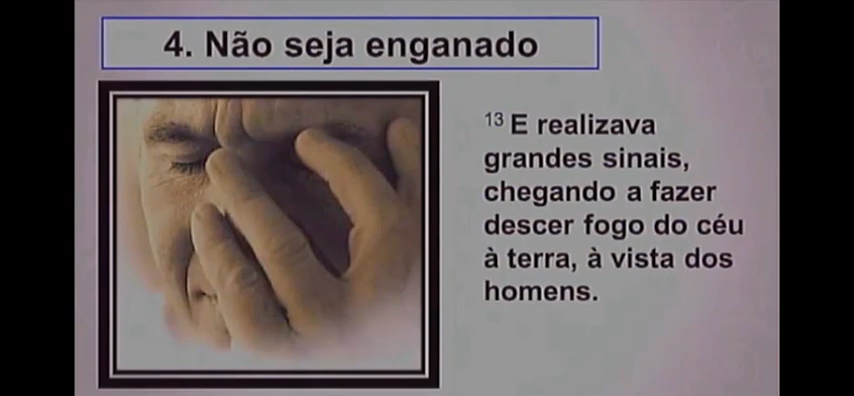 4. Não seja enganado
13 E realizava
grandes sinais,
chegando a fazer
descer fogo do céu
à terra, à vista dos
homens.